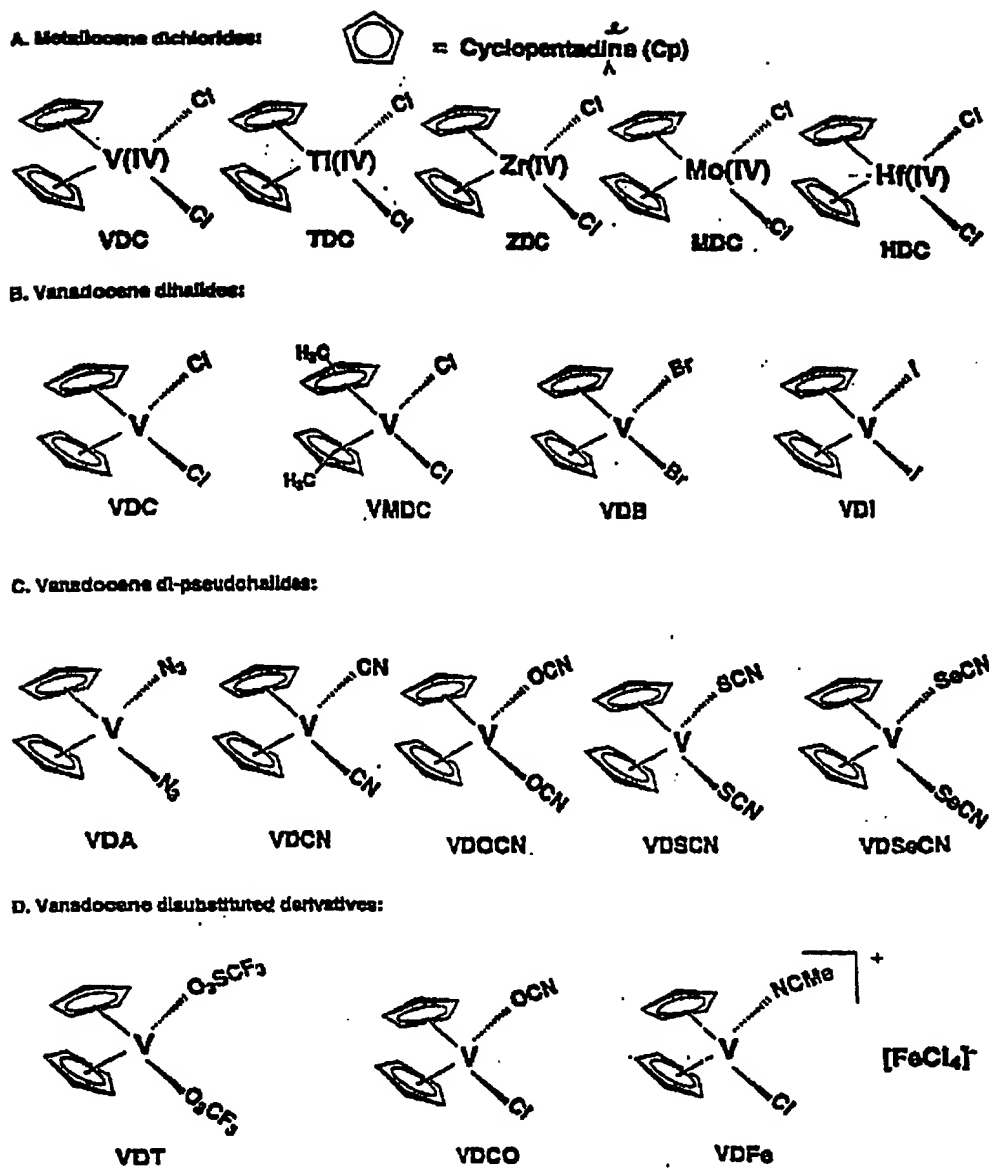 A. Metallocene dichlorides:
= Cyclopentadine (Cp)
e
Cl Cl Cl Cl Cl
V(IV) Ti(IV) Zr(IV) Mo(IV) Hf(IV)
Cl Cl Cl Cl Cl
VDC TDC ZDC MDC HDC
B. Vanadocene dihalides:
Cl H₃C Cl Br I
V V V V
Cl H₃C Cl Br I
VDC VMDC VDB VDI
C. Vanadocene di-pseudohalides:
N₃ CN OCN SCN SeCN
V V V V V
N₃ CN OCN SCN SeCN
VDA VDCN VDOCN VDSCN VDSeCN
D. Vanadocene disubstituted derivatives:
O₃SCF₃ OCN NCMe +
V V V [FeCl₄]⁻
O₃CF₃ Cl Cl
VDT VDCO VDFe